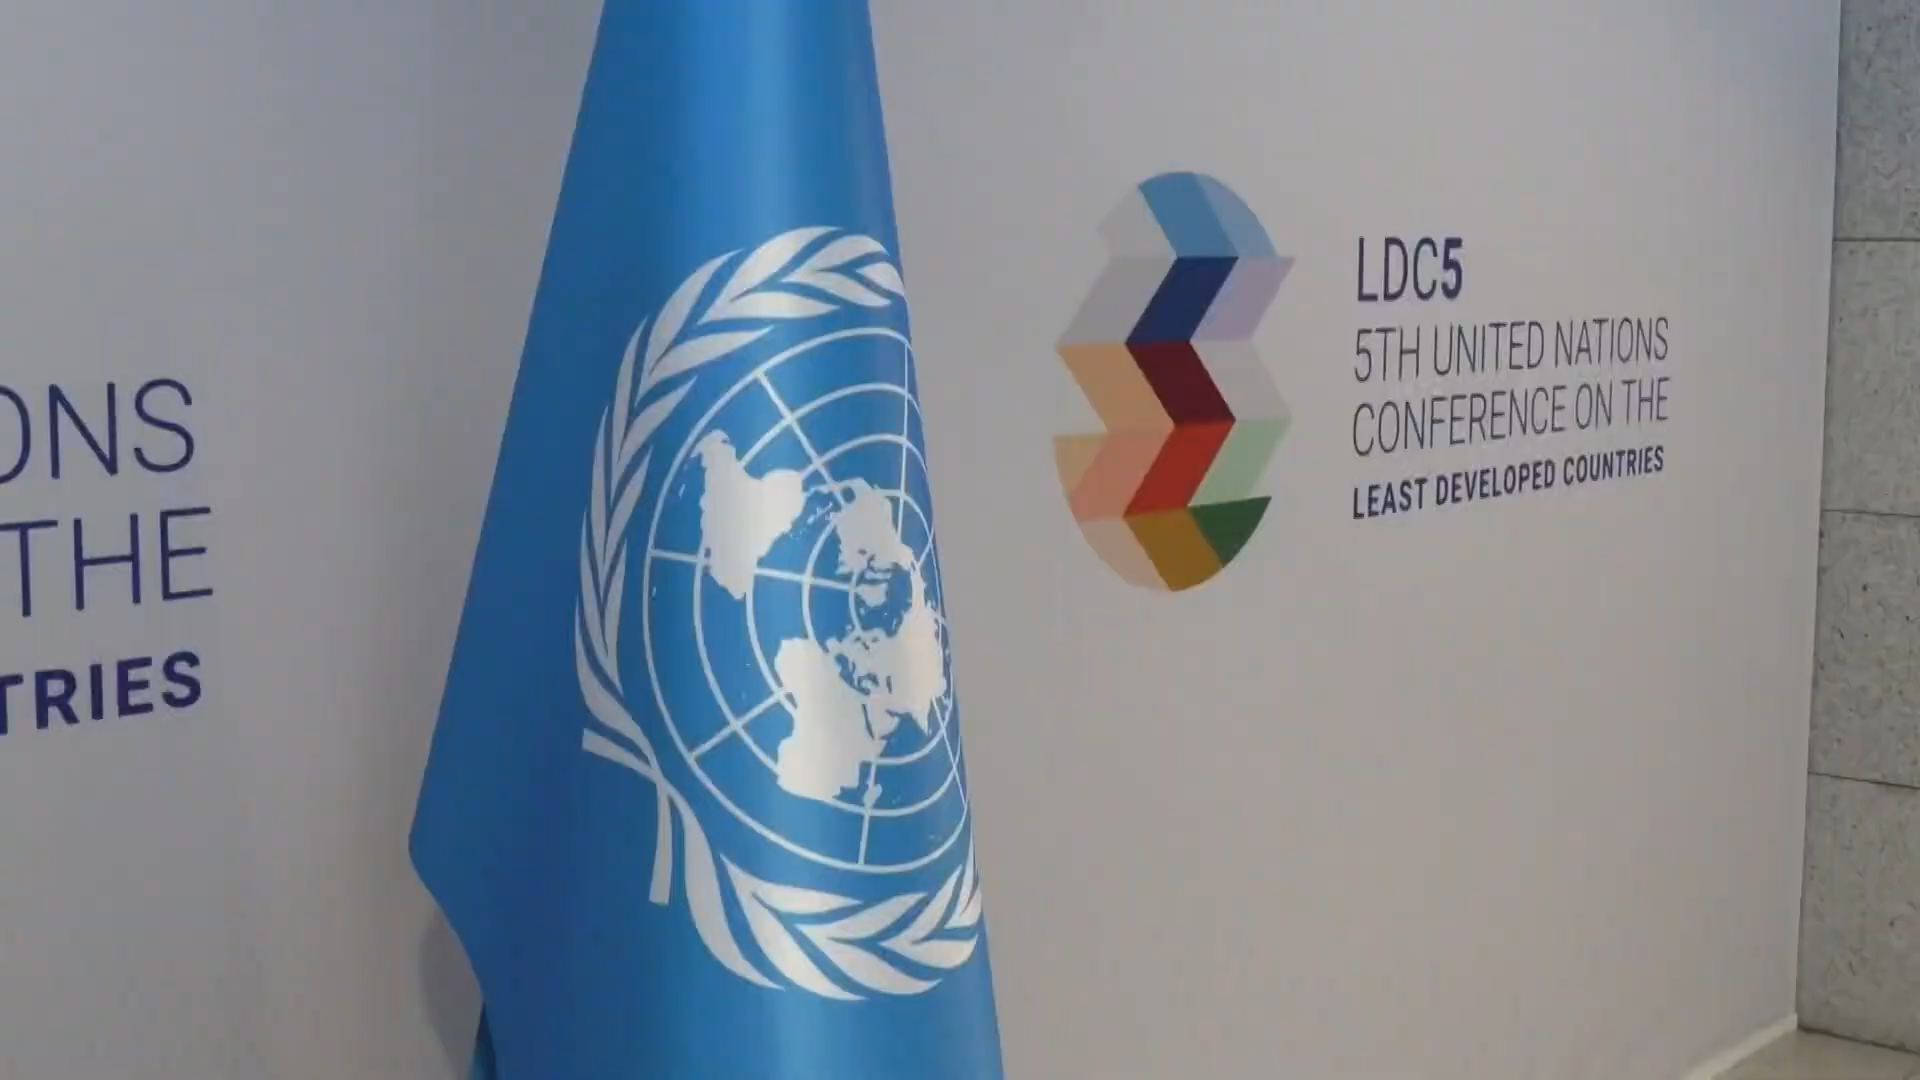 ONS
THE
TRIES
LDC5
5TH UNITED NATIONS
CONFERENCE ON THE
LEAST DEVELOPED COUNTRIES